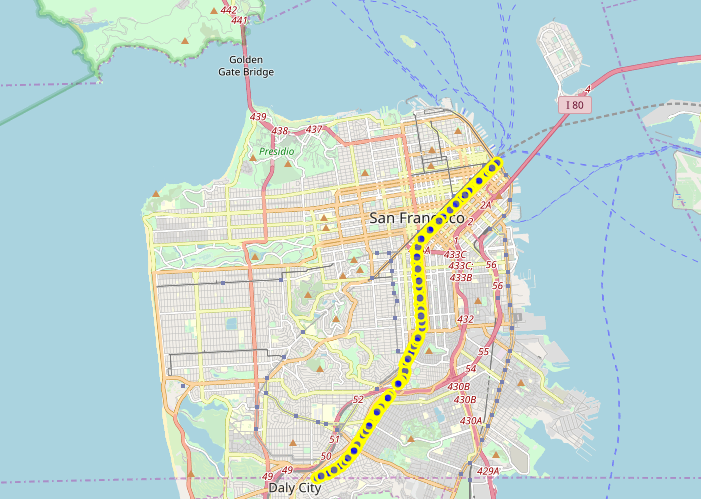 442
441
Golden
Gate Bridge
4
I 80
439
438
437
Presidio
2A
San Francisco
2
1
433C
433C;
433B
56
56
432
55
54
430B
52
430B
430A
51
50
49
49
429A
Daly City